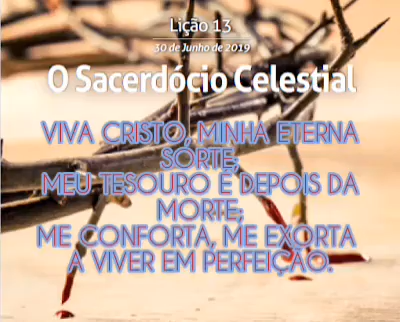 Lição 13
30 de Junho de 2019
O Sacerdócio Celestial
VIVA CRISTO, MINHA ETERNA
SORTE;
MEU TESOURO É DEPOIS DA
MORTE;
ME CONFORTA, ME EXORTA
A VIVER EM PERFEIÇÃO.